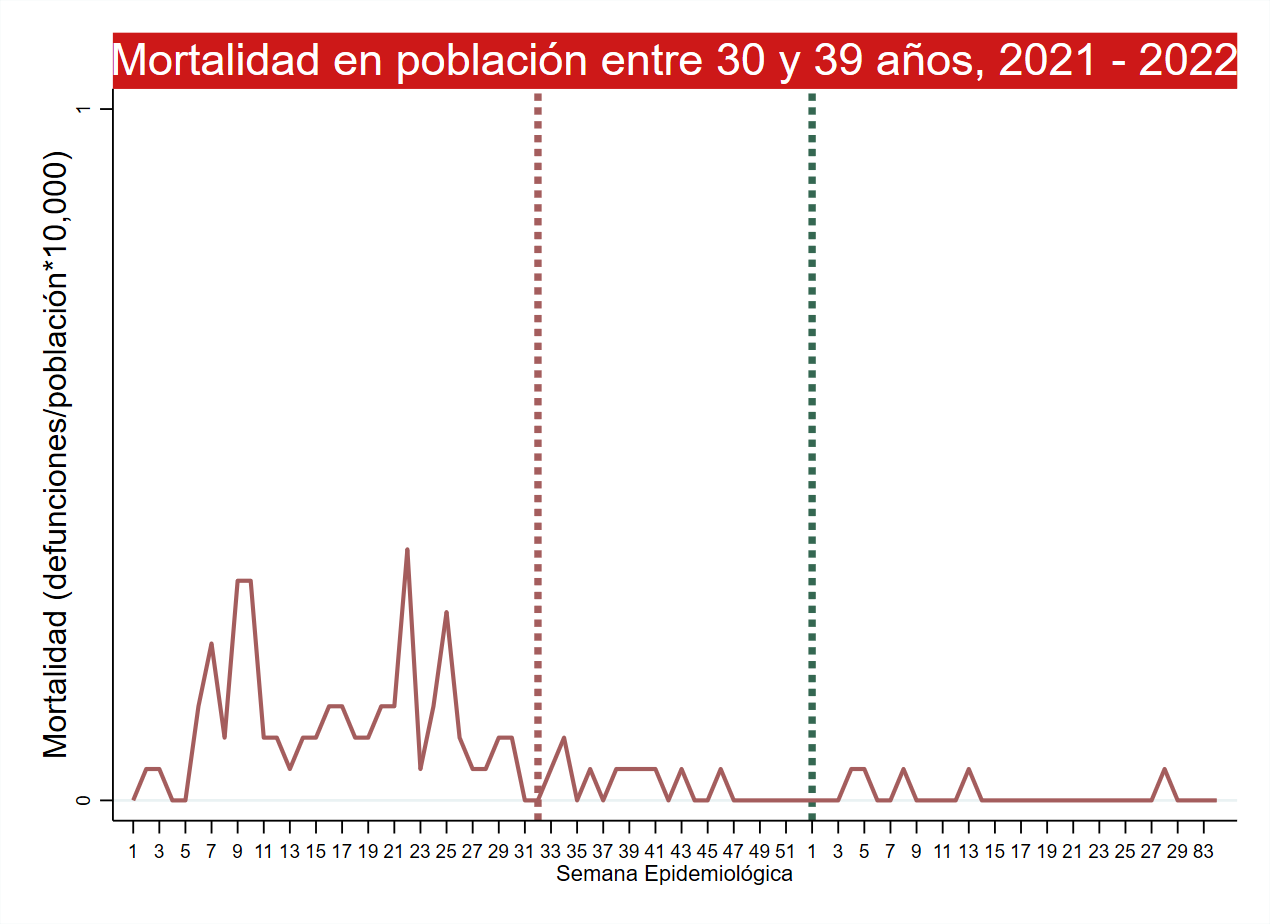 Mortalidad en población entre 30 y 39 años, 2021 - 2022
Mortalidad (defunciones/población*10,000)
1
0
1 3 5 7 9 11 13 15 17 19 21 23 25 27 29 31 33 35 37 39 41 43 45 47 49 51 1 3 5 7 9 11 13 15 17 19 21 23 25 27 29 83
Semana Epidemiológica